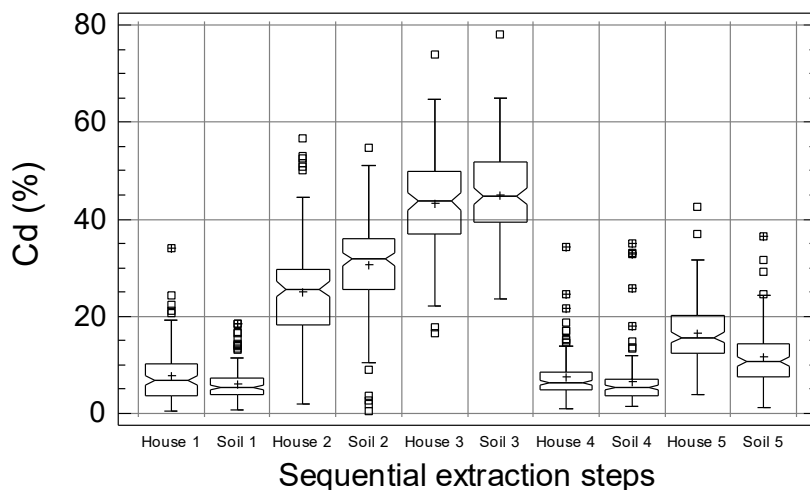 80
60
40
20
0
Cd (%)
House 1 Soil 1 House 2 Soil 2 House 3 Soil 3 House 4 Soil 4 House 5 Soil 5
Sequential extraction steps